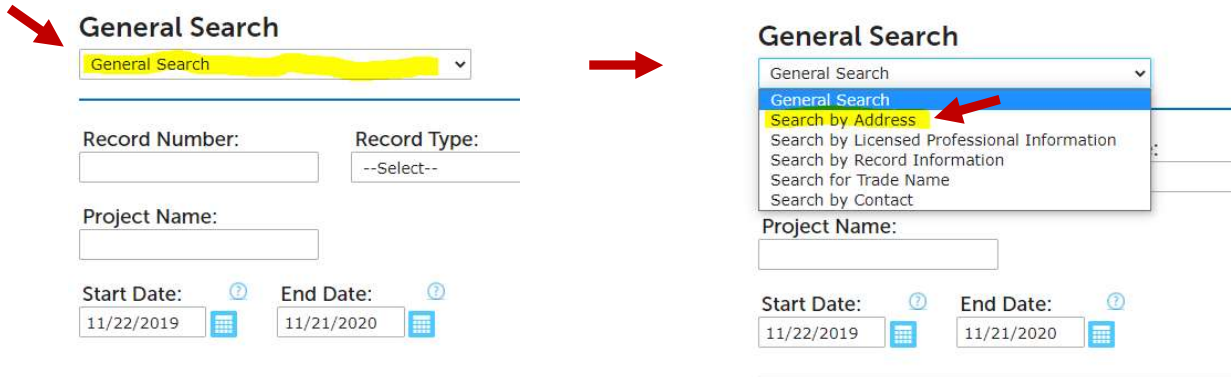 General Search
General Search
Record Number:
Record Type:
--Select--
Project Name:
Start Date:
?
End Date:
?
11/22/2019
11/21/2020
General Search
General Search
General Search
Search by Address
Search by Licensed Professional Information
Search by Record Information
Search for Trade Name
Search by Contact
:
Project Name:
Start Date:
?
End Date:
?
11/22/2019
11/21/2020